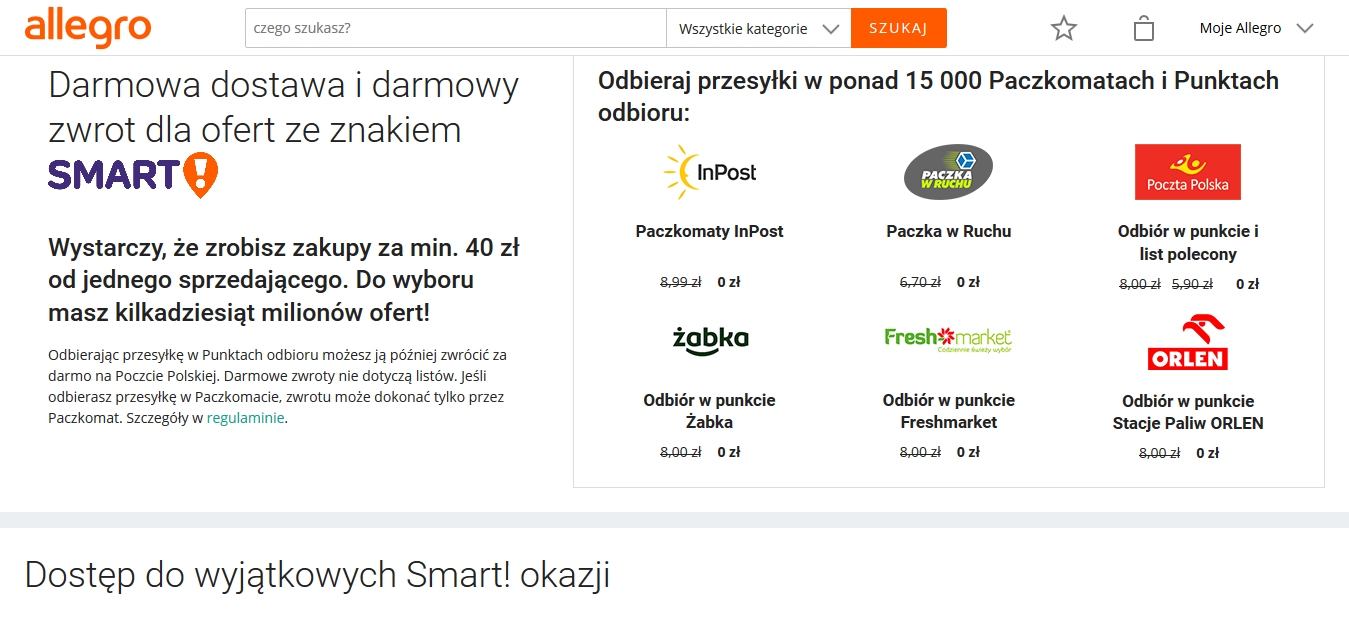 allegro
czego szukasz?
Wszystkie kategorie
SZUKAJ
Moje Allegro
Darmowa dostawa i darmowy
zwrot dla ofert ze znakiem
SMART!
Wystarczy, że zrobisz zakupy za min. 40 zł
od jednego sprzedającego. Do wyboru
masz kilkadziesiąt milionów ofert!
Odbierając przesyłkę w Punktach odbioru możesz ją później zwrócić za
darmo na Poczcie Polskiej. Darmowe zwroty nie dotyczą listów. Jeśli
odbierasz przesyłkę w Paczkomacie, zwrotu może dokonać tylko przez
Paczkomat. Szczegóły w regulaminie.
Odbieraj przesyłki w ponad 15 000 Paczkomatach i Punktach
odbioru:
InPost
Paczkomaty InPost
8,99 zł 0 zł
PACZKA
W RUCHU
Paczka w Ruchu
6,70 zł 0 zł
Poczta Polska
Odbiór w punkcie i
list polecony
8,00 zł 5,90 zł 0 zł
żabka
Odbiór w punkcie
Żabka
8,00 zł 0 zł
Freshmarket
Codziennie świeży wybór
Odbiór w punkcie
Freshmarket
8,00 zł 0 zł
ORLEN
Odbiór w punkcie
Stacje Paliw ORLEN
8,00 zł 0 zł
Dostęp do wyjątkowych Smart! okazji